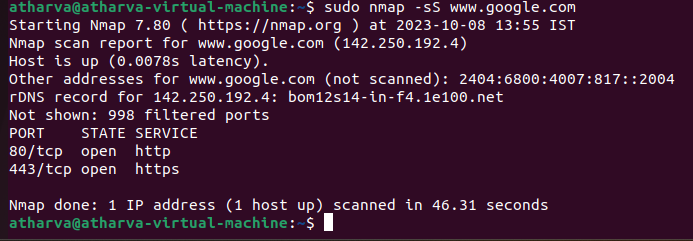 atharva@atharva-virtual-machine:~$ sudo nmap -sS www.google.com
Starting Nmap 7.80 ( https://nmap.org ) at 2023-10-08 13:55 IST
Nmap scan report for www.google.com (142.250.192.4)
Host is up (0.0078s latency).
Other addresses for www.google.com (not scanned): 2404:6800:4007:817::2004
rDNS record for 142.250.192.4: bom12s14-in-f4.1e100.net
Not shown: 998 filtered ports
PORT    STATE SERVICE
80/tcp  open  http
443/tcp open  https
Nmap done: 1 IP address (1 host up) scanned in 46.31 seconds
atharva@atharva-virtual-machine:~$